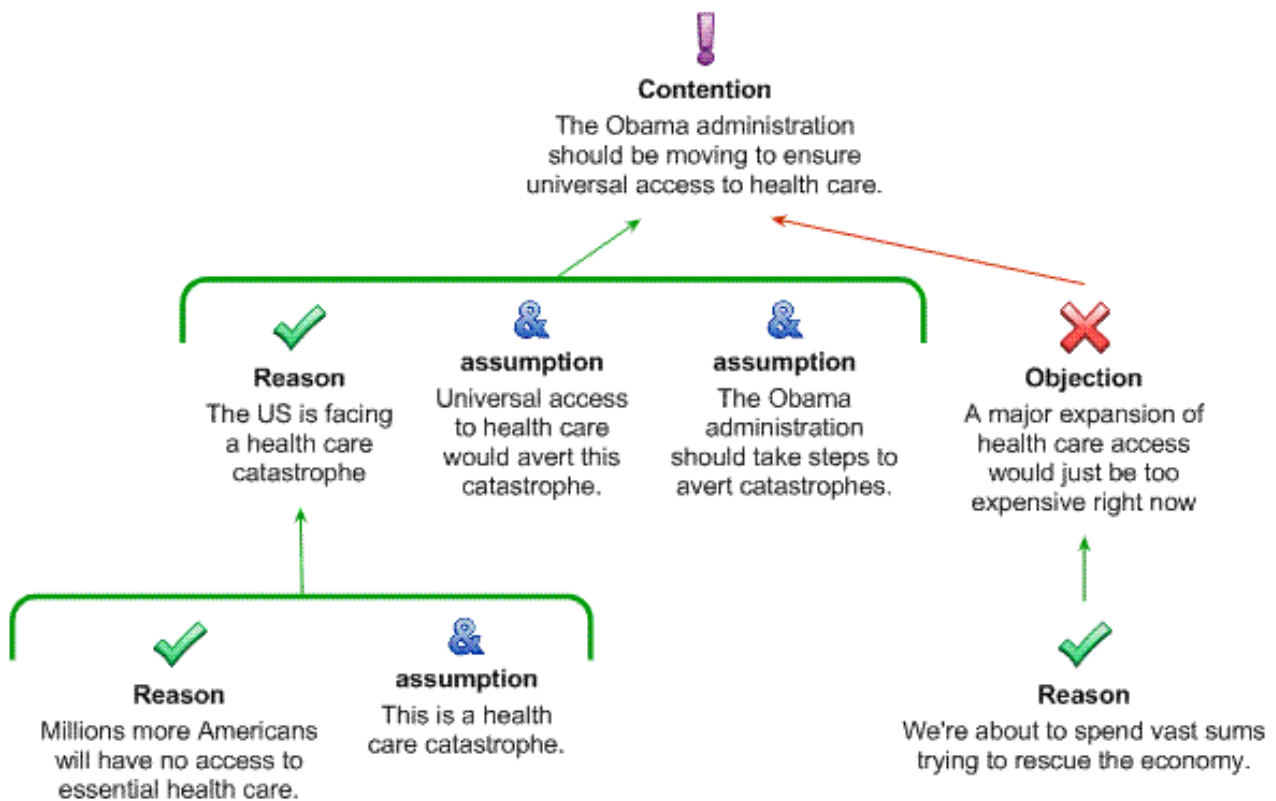 Contention
The Obama administration
should be moving to ensure
universal access to health care.
&
&
Reason
The US is facing
a health care
catastrophe
assumption
Universal access
to health care
would avert this
catastrophe.
assumption
The Obama
administration
should take steps to
avert catastrophes.
Objection
A major expansion of
health care access
would just be too
expensive right now
&
Reason
Millions more Americans
will have no access to
essential health care.
assumption
This is a health
care catastrophe.
Reason
We're about to spend vast sums
trying to rescue the economy.